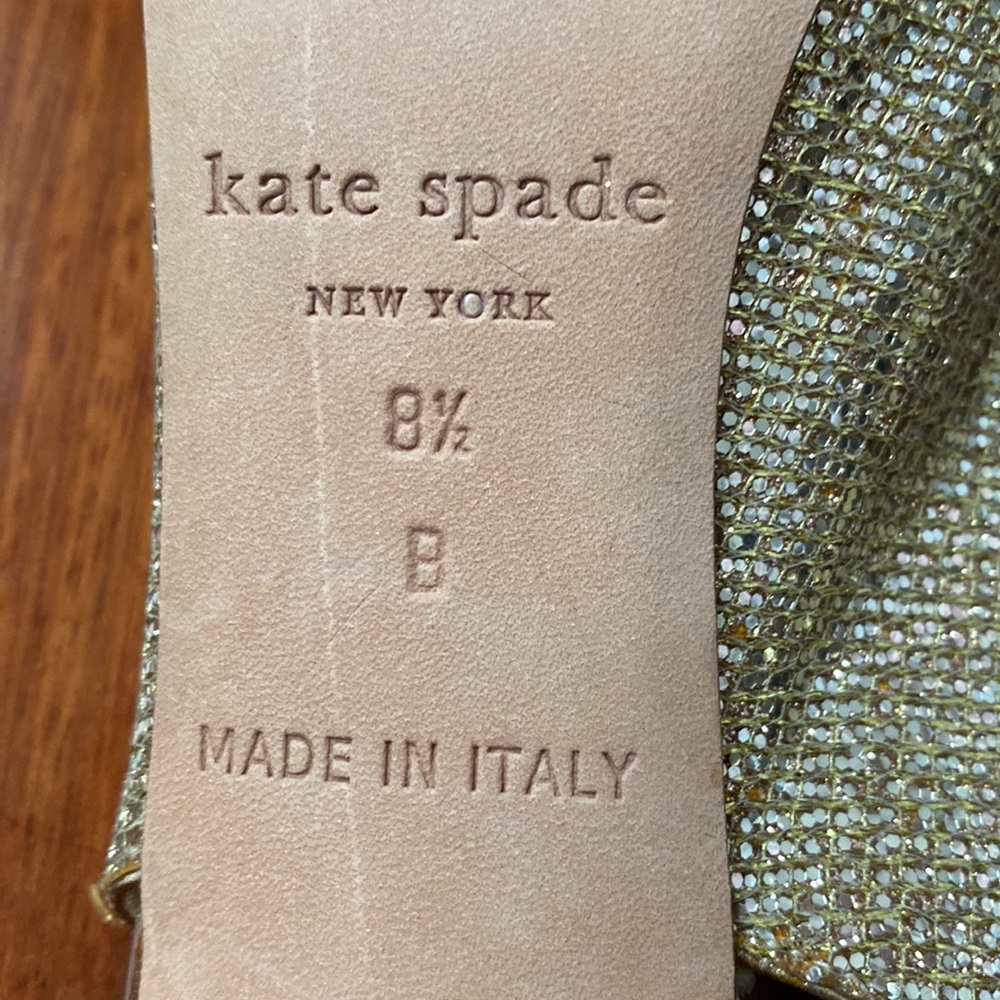 kate spade
NEW YORK
8½
B
MADE IN ITALY